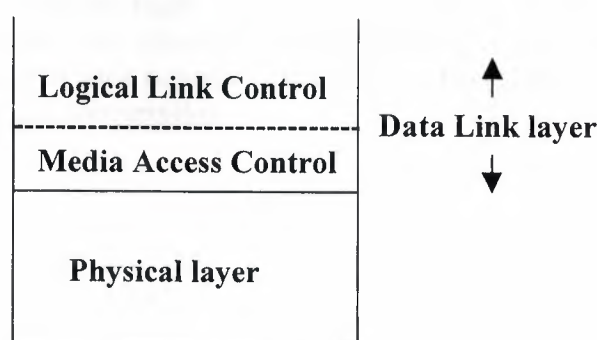 Logical Link Control
Data Link layer
Media Access Control
Physical layer